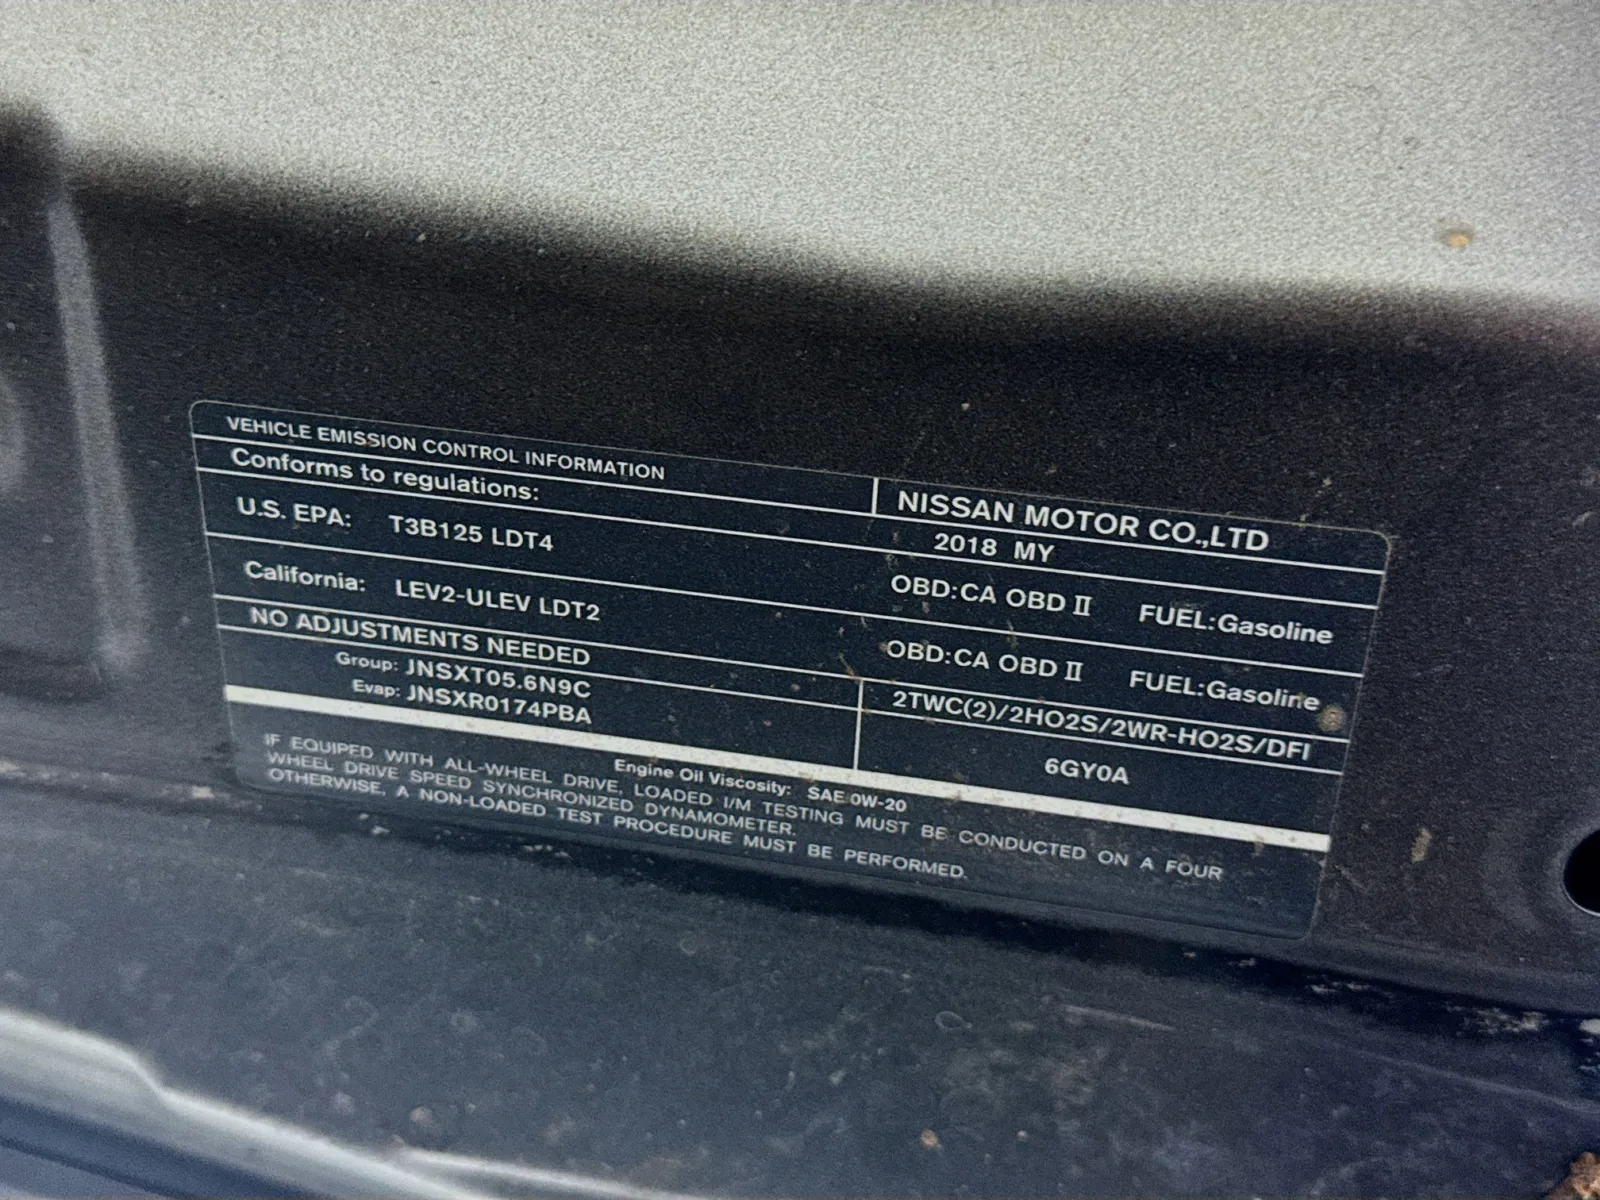 VEHICLE EMISSION CONTROL INFORMATION
NISSAN MOTOR CO.,LTD
Conforms to regulations:
2018 MY
U.S. EPA: T3B125 LDT4 OBD:CA OBD II FUEL:Gasoline
California: LEV2-ULEV LDT2 OBD:CA OBD II FUEL:Gasoline
NO ADJUSTMENTS NEEDED
2TWC(2)/2HO2S/2WR-HO2S/DFI
Group: JNSXT05.6N9C
Evap: JNSXR0174PBA
6GY0A
Engine Oil Viscosity: SAE 0W-20
IF EQUIPED WITH ALL-WHEEL DRIVE, LOADED I/M TESTING MUST BE CONDUCTED ON A FOUR
WHEEL DRIVE SPEED SYNCHRONIZED DYNAMOMETER.
OTHERWISE, A NON-LOADED TEST PROCEDURE MUST BE PERFORMED.